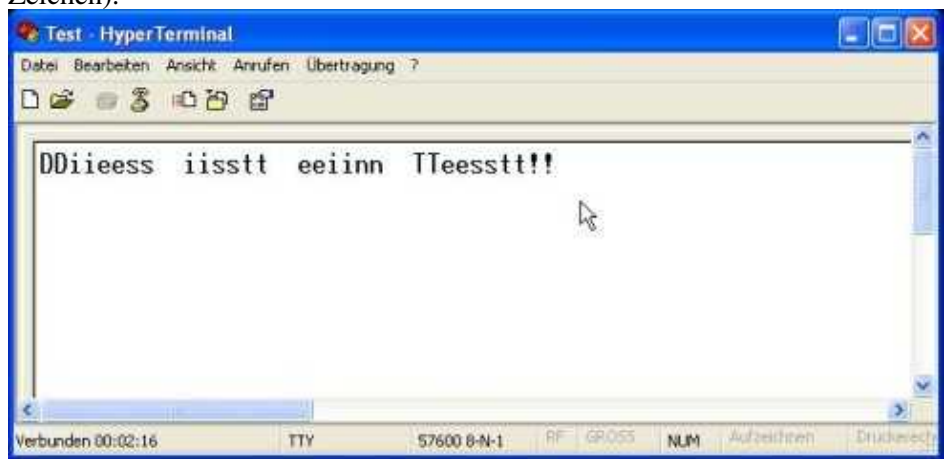 Zeichen).
Test - HyperTerminal
Datei Bearbeiten Ansicht Anrufen Übertragung ?
DDiieess iisstt eeiinn TTeesstt!!
Verbunden 00:02:16 TTY 57600 8-N-1 RF GROSS NUM Aufzeichnen